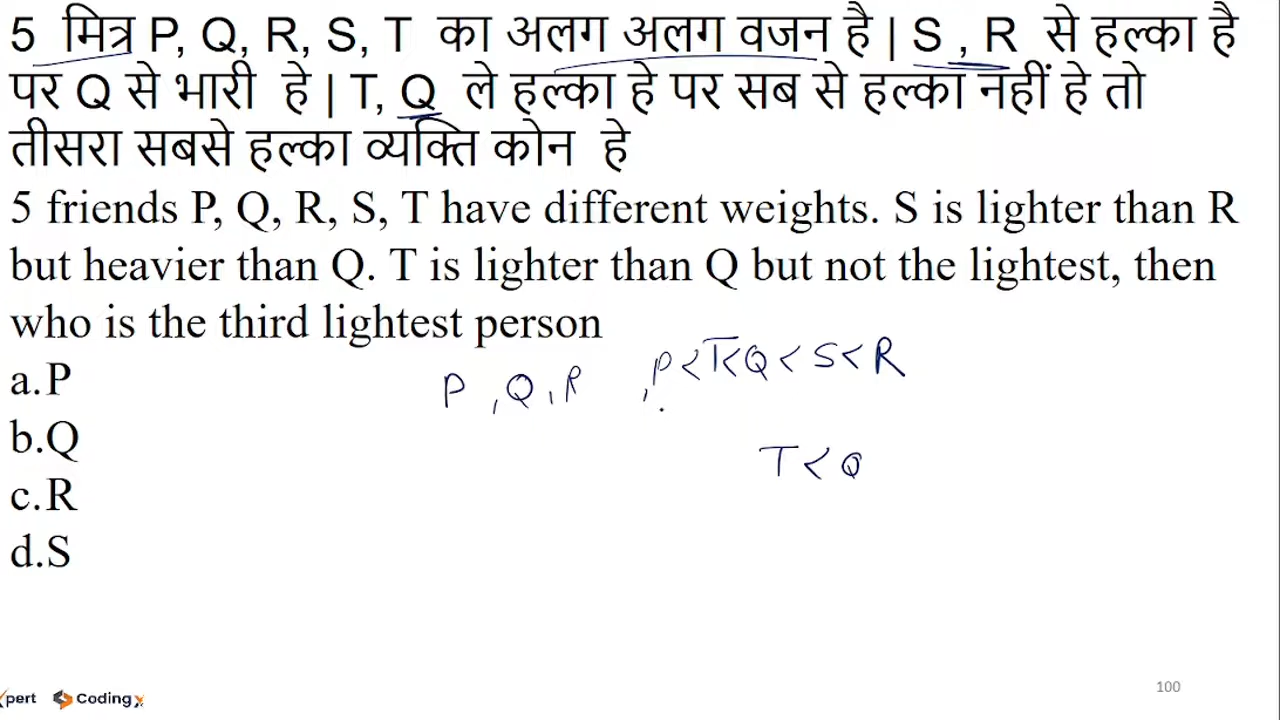 5 मित्र P, Q, R, S, T का अलग अलग वजन है | S , R से हल्का है
पर Q से भारी हे | T, Q ले हल्का हे पर सब से हल्का नहीं हे तो
तीसरा सबसे हल्का व्यक्ति कोन हे
5 friends P, Q, R, S, T have different weights. S is lighter than R
but heavier than Q. T is lighter than Q but not the lightest, then
who is the third lightest person
P<T<Q<S<R
a.P
P , Q , R ,
b.Q
T < Q
c.R
d.S
pert CodingX
100